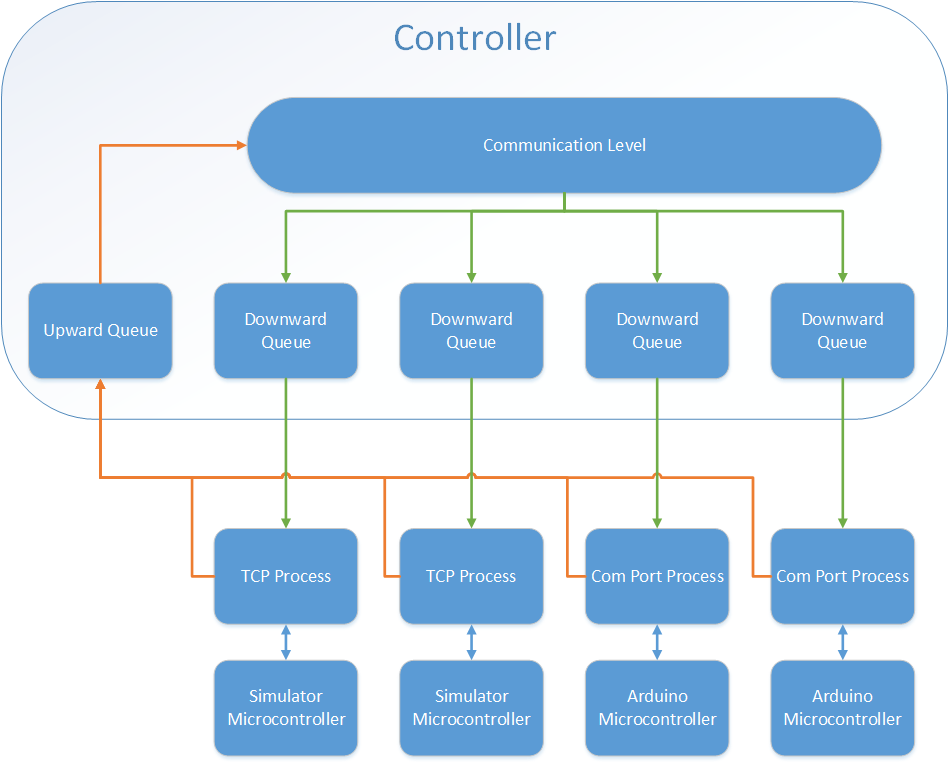 Controller
Communication Level
Upward Queue
Downward
Queue
Downward
Queue
Downward
Queue
Downward
Queue
TCP Process
TCP Process
Com Port Process
Com Port Process
Simulator
Microcontroller
Simulator
Microcontroller
Arduino
Microcontroller
Arduino
Microcontroller